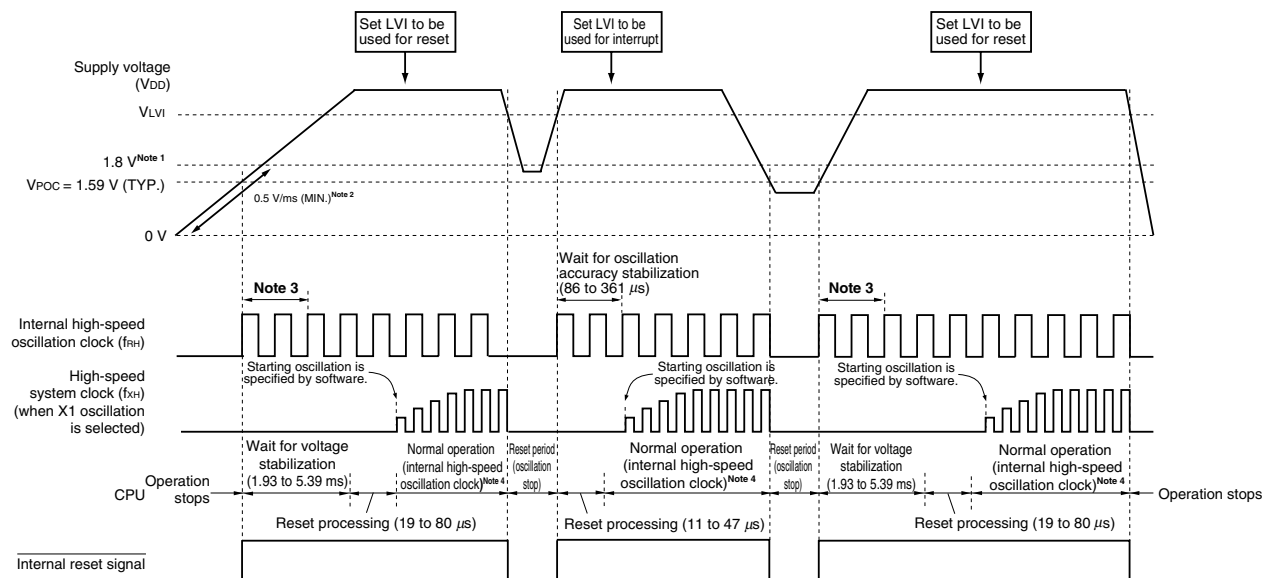 Set LVI to be
used for reset
Set LVI to be
used for interrupt
Set LVI to be
used for reset
Supply voltage
(VDD)
VLVI
1.8 V Note 1
VPOC = 1.59 V (TYP.)
0.5 V/ms (MIN.) Note 2
0 V
Wait for oscillation
accuracy stabilization
(86 to 361 μs)
Note 3
Note 3
Internal high-speed
oscillation clock (fRH)
Starting oscillation is
specified by software.
Starting oscillation is
specified by software.
Starting oscillation is
specified by software.
High-speed
system clock (fXH)
(when X1 oscillation
is selected)
Wait for voltage
stabilization
(1.93 to 5.39 ms)
Normal operation
(internal high-speed
oscillation clock) Note 4
Reset period
(oscillation
stop)
Normal operation
(internal high-speed
oscillation clock) Note 4
Reset period
(oscillation
stop)
Wait for voltage
stabilization
(1.93 to 5.39 ms)
Normal operation
(internal high-speed
oscillation clock) Note 4
CPU
Operation
stops
Operation stops
Reset processing (19 to 80 μs)
Reset processing (11 to 47 μs)
Reset processing (19 to 80 μs)
Internal reset signal